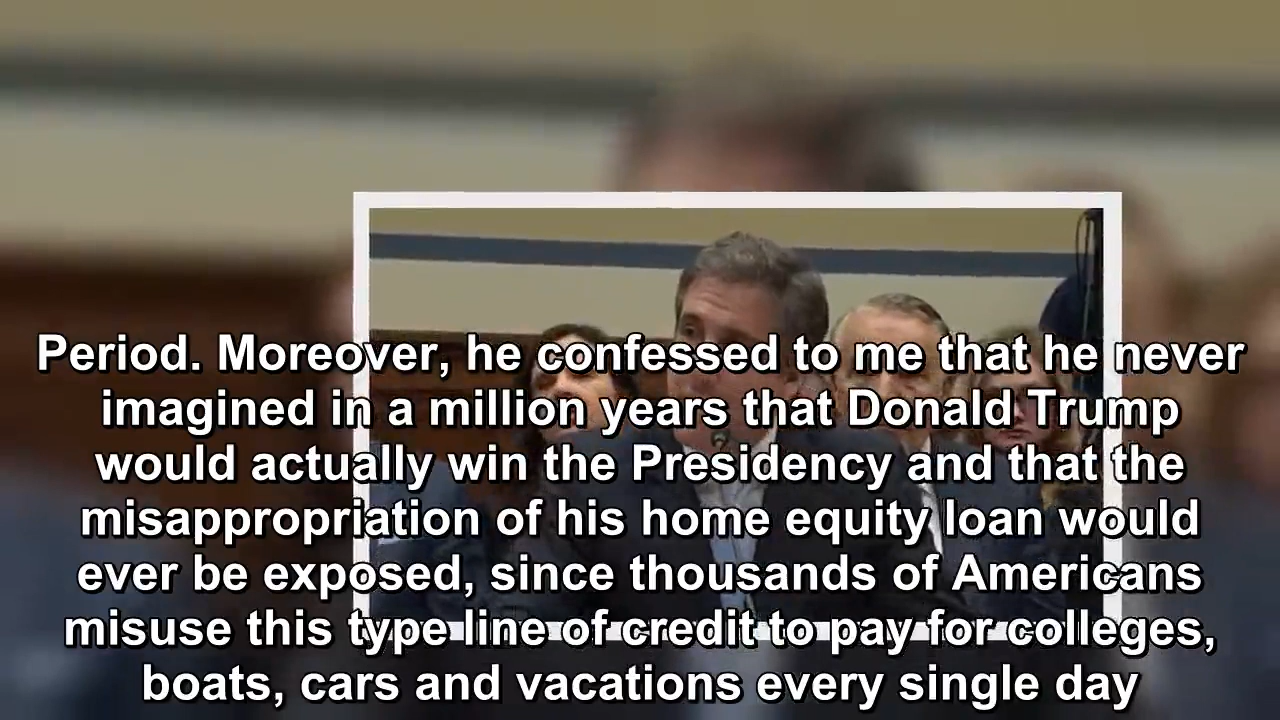 Period. Moreover, he confessed to me that he never
imagined in a million years that Donald Trump
would actually win the Presidency and that the
misappropriation of his home equity loan would
ever be exposed, since thousands of Americans
misuse this type line of credit to pay for colleges,
boats, cars and vacations every single day